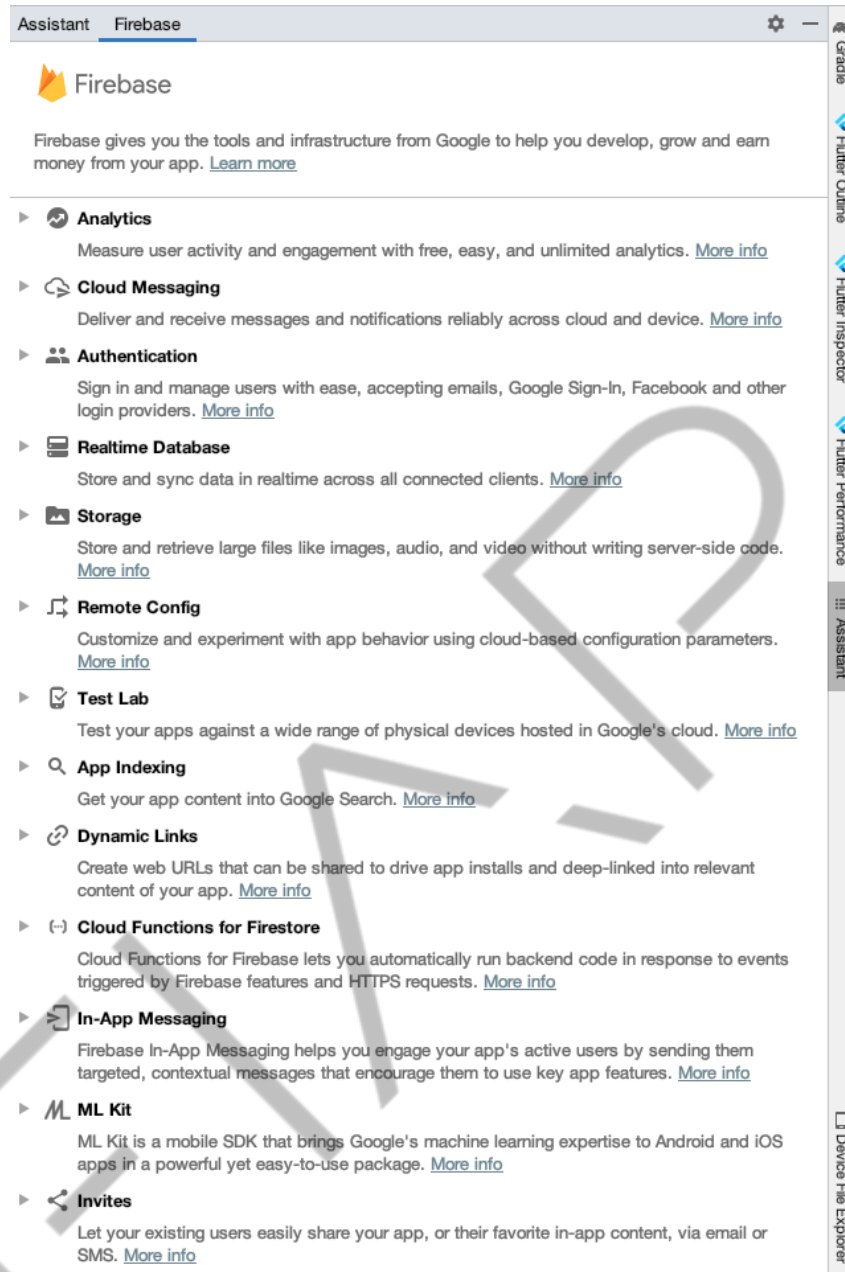 Assistant Firebase
Firebase
Firebase gives you the tools and infrastructure from Google to help you develop, grow and earn
money from your app. Learn more
Analytics
Measure user activity and engagement with free, easy, and unlimited analytics. More info
Cloud Messaging
Deliver and receive messages and notifications reliably across cloud and device. More info
Authentication
Sign in and manage users with ease, accepting emails, Google Sign-In, Facebook and other
login providers. More info
Realtime Database
Store and sync data in realtime across all connected clients. More info
Storage
Store and retrieve large files like images, audio, and video without writing server-side code.
More info
Remote Config
Customize and experiment with app behavior using cloud-based configuration parameters.
More info
Test Lab
Test your apps against a wide range of physical devices hosted in Google's cloud. More info
App Indexing
Get your app content into Google Search. More info
Dynamic Links
Create web URLs that can be shared to drive app installs and deep-linked into relevant
content of your app. More info
Cloud Functions for Firestore
Cloud Functions for Firebase lets you automatically run backend code in response to events
triggered by Firebase features and HTTPS requests. More info
In-App Messaging
Firebase In-App Messaging helps you engage your app's active users by sending them
targeted, contextual messages that encourage them to use key app features. More info
ML Kit
ML Kit is a mobile SDK that brings Google's machine learning expertise to Android and iOS
apps in a powerful yet easy-to-use package. More info
Invites
Let your existing users easily share your app, or their favorite in-app content, via email or
SMS. More info
Gradle
Flutter Outline
Flutter Inspector
Flutter Performance
Assistant
Device File Explorer